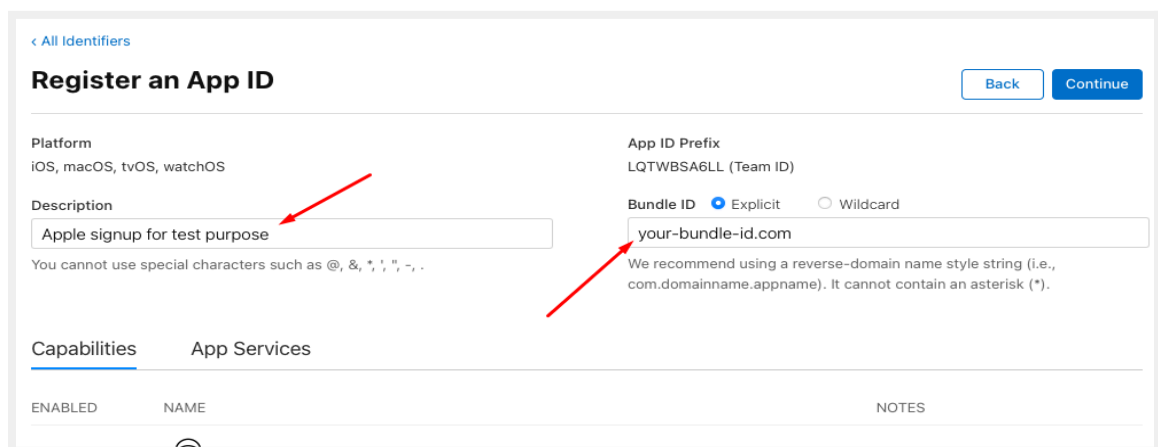 ‹ All Identifiers
Register an App ID
Back
Continue
Platform
iOS, macOS, tvOS, watchOS
App ID Prefix
LQTWBSA6LL (Team ID)
Description
Apple signup for test purpose
You cannot use special characters such as @, &, *, ', ", -, .
Bundle ID Explicit Wildcard
your-bundle-id.com
We recommend using a reverse-domain name style string (i.e.,
com.domainname.appname). It cannot contain an asterisk (*).
Capabilities App Services
ENABLED NAME NOTES